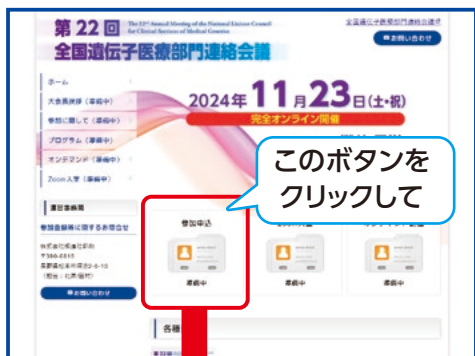 第22回 The 22nd Annual Meeting of the National Liaison Council
for Clinical Sections of Medical Genetics
全国遺伝子医療部門連絡会議
全国遺伝子医療部門連絡会議
お問い合わせ
ホーム
大会長挨拶（準備中）
参加に関して（準備中）
プログラム（準備中）
オンデマンド（準備中）
Zoom入室（準備中）
2024年11月23日(土・祝)
完全オンライン開催
このボタンを
クリックして
運営事務局
参加登録等に関するお問合せ
お問い合わせ
参加申込
準備中
準備中
準備中
各種